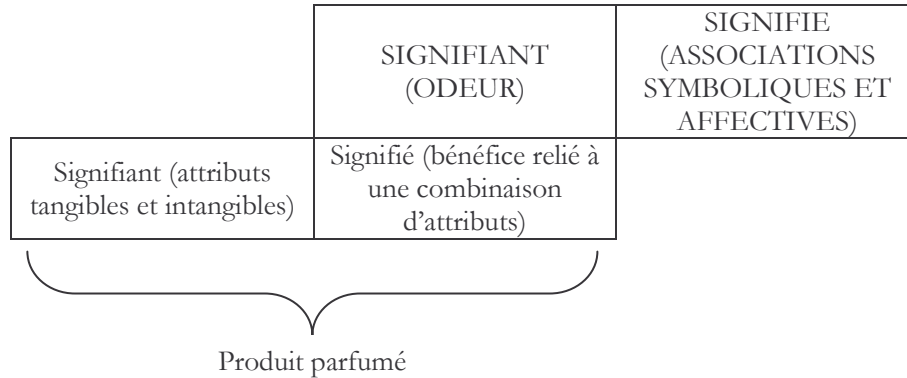 SIGNIFIANT
(ODEUR)
SIGNIFIE
(ASSOCIATIONS
SYMBOLIQUES ET
AFFECTIVES)
Signifiant (attributs
tangibles et intangibles)
Signifié (bénéfice relié à
une combinaison
d’attributs)
Produit parfumé